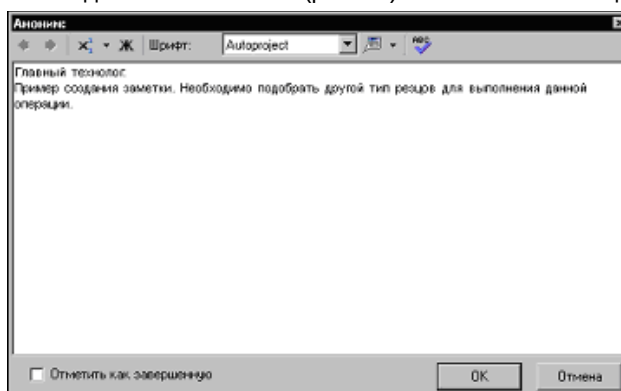 Анонин:
Ж Шрифт: Autoproject
Главный технолог:
Пример создания заметки. Необходимо подобрать другой тип резцов для выполнения данной
операции.
Отметить как завершенную
OK Отмена